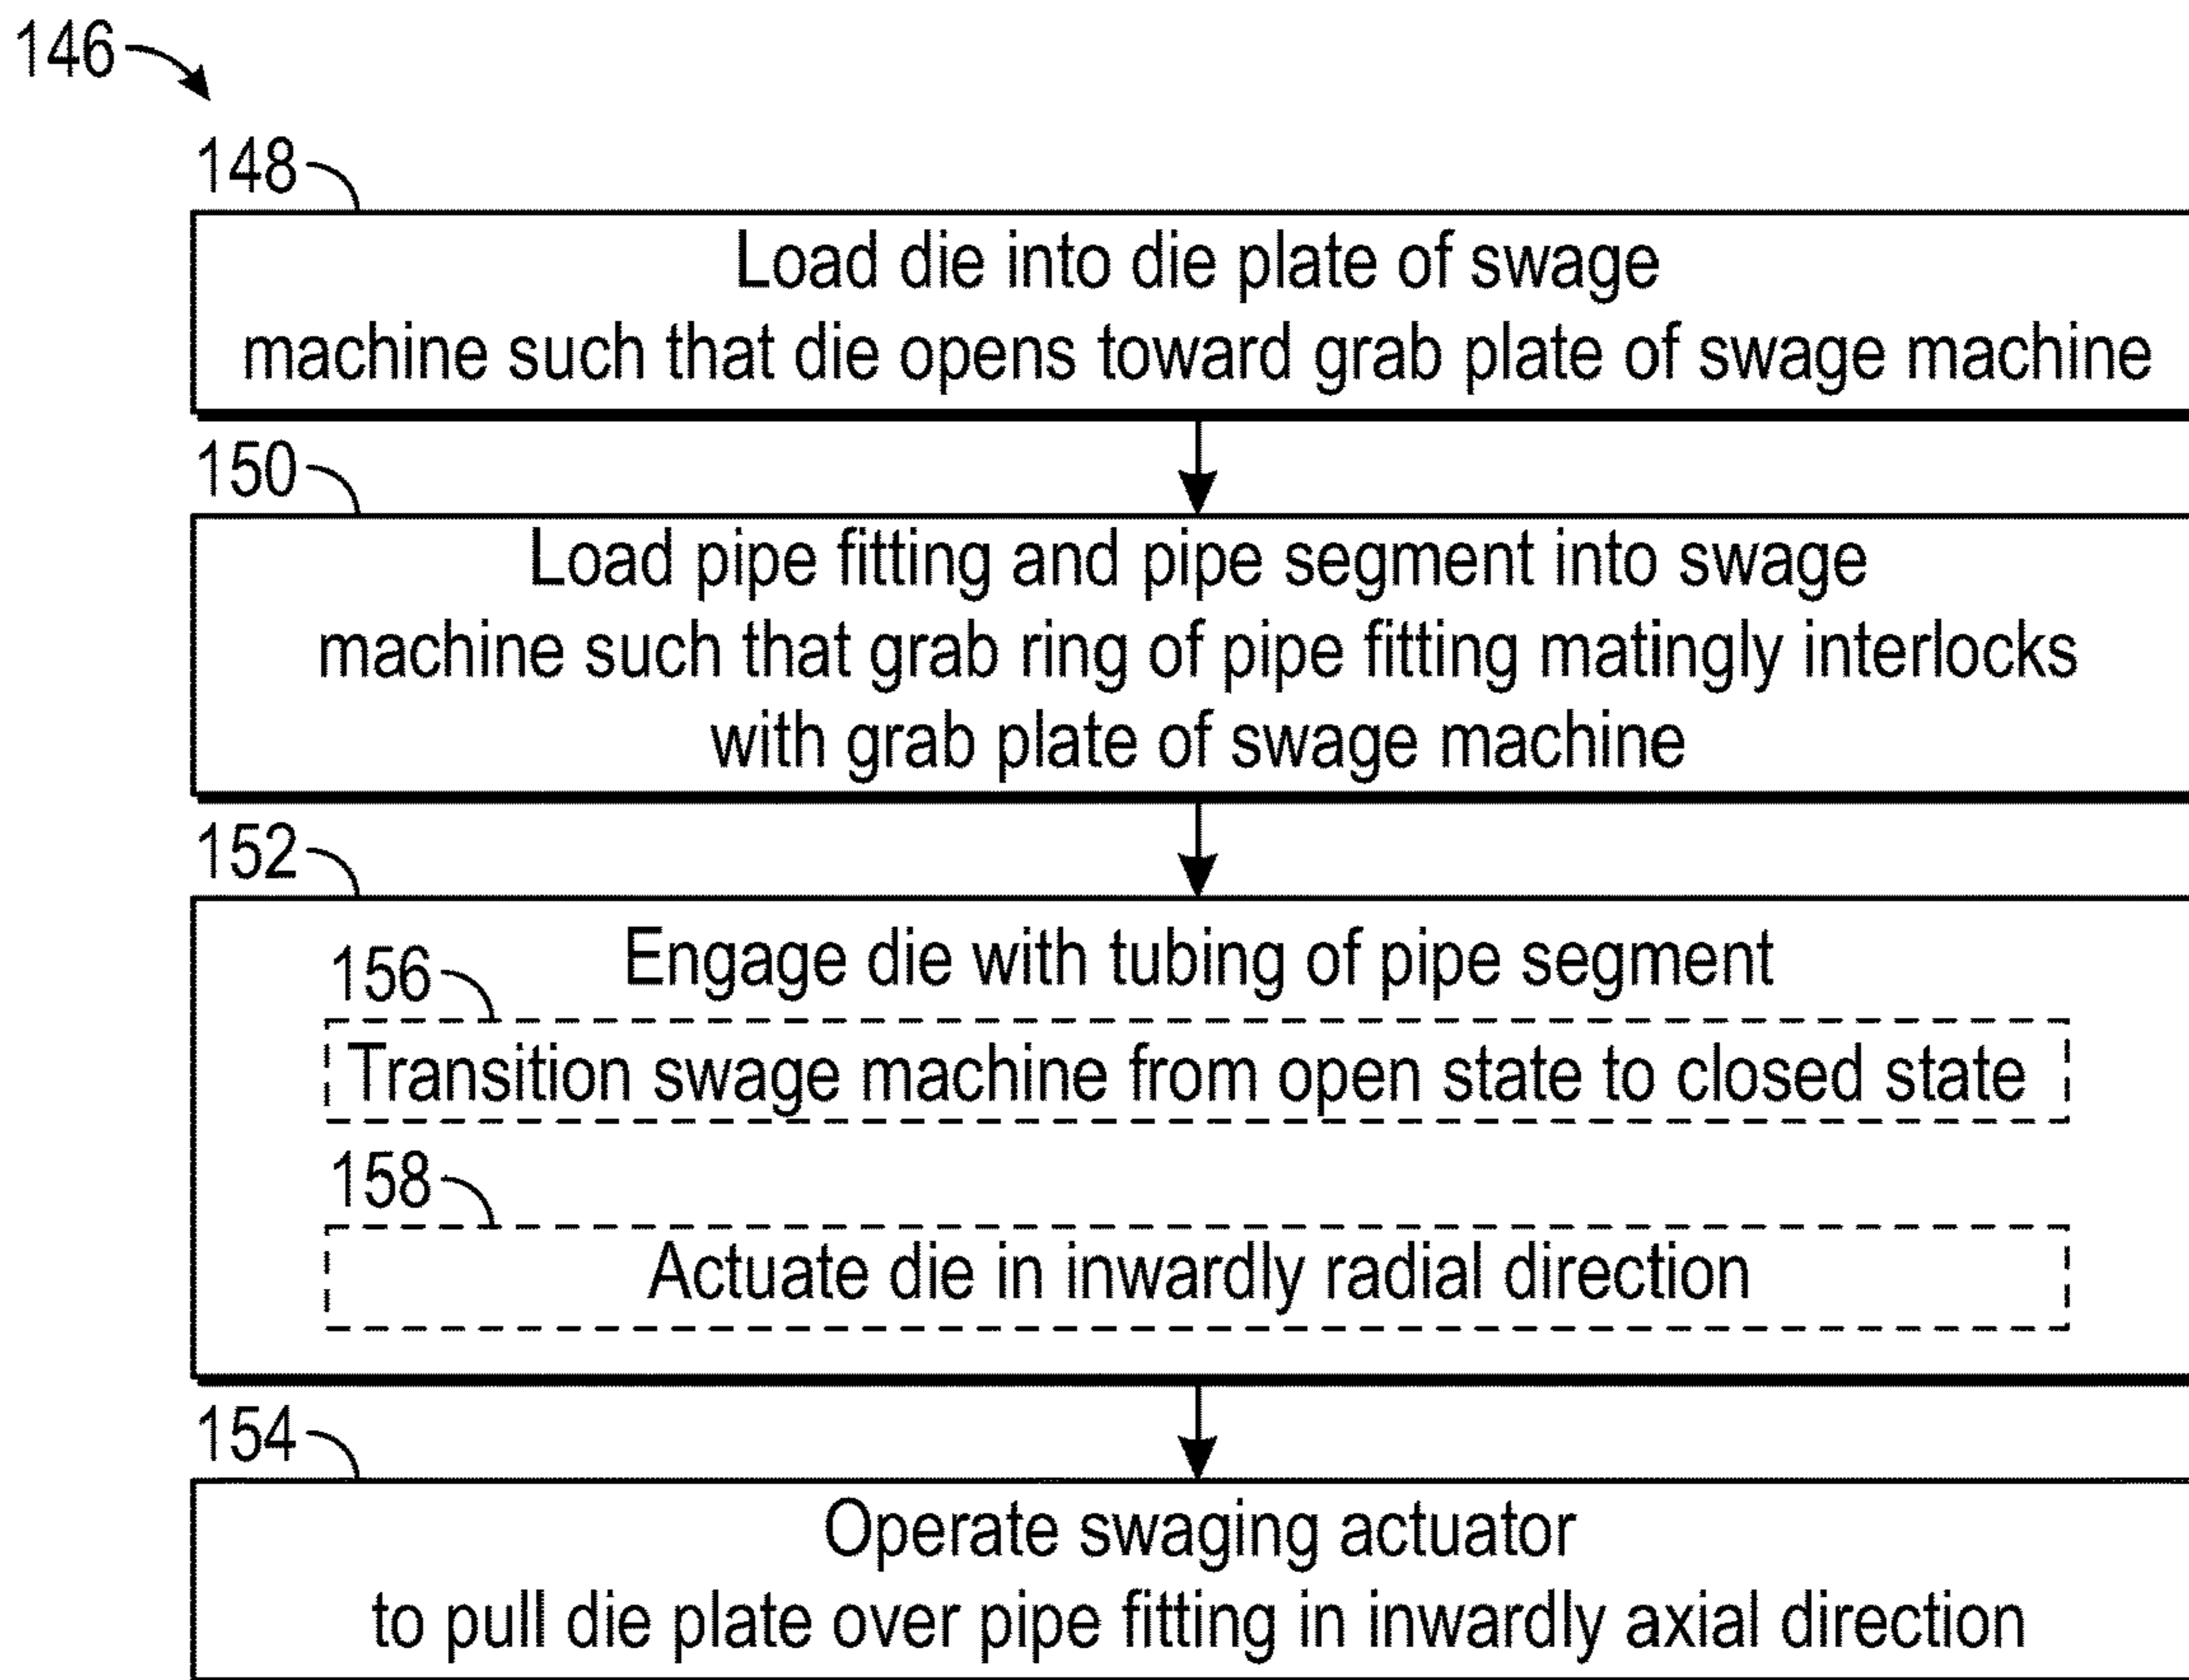 146
148
Load die into die plate of swage
machine such that die opens toward grab plate of swage machine
150
Load pipe fitting and pipe segment into swage
machine such that grab ring of pipe fitting matingly interlocks
with grab plate of swage machine
152
Engage die with tubing of pipe segment
156
Transition swage machine from open state to closed state
158
Actuate die in inwardly radial direction
154
Operate swaging actuator
to pull die plate over pipe fitting in inwardly axial direction